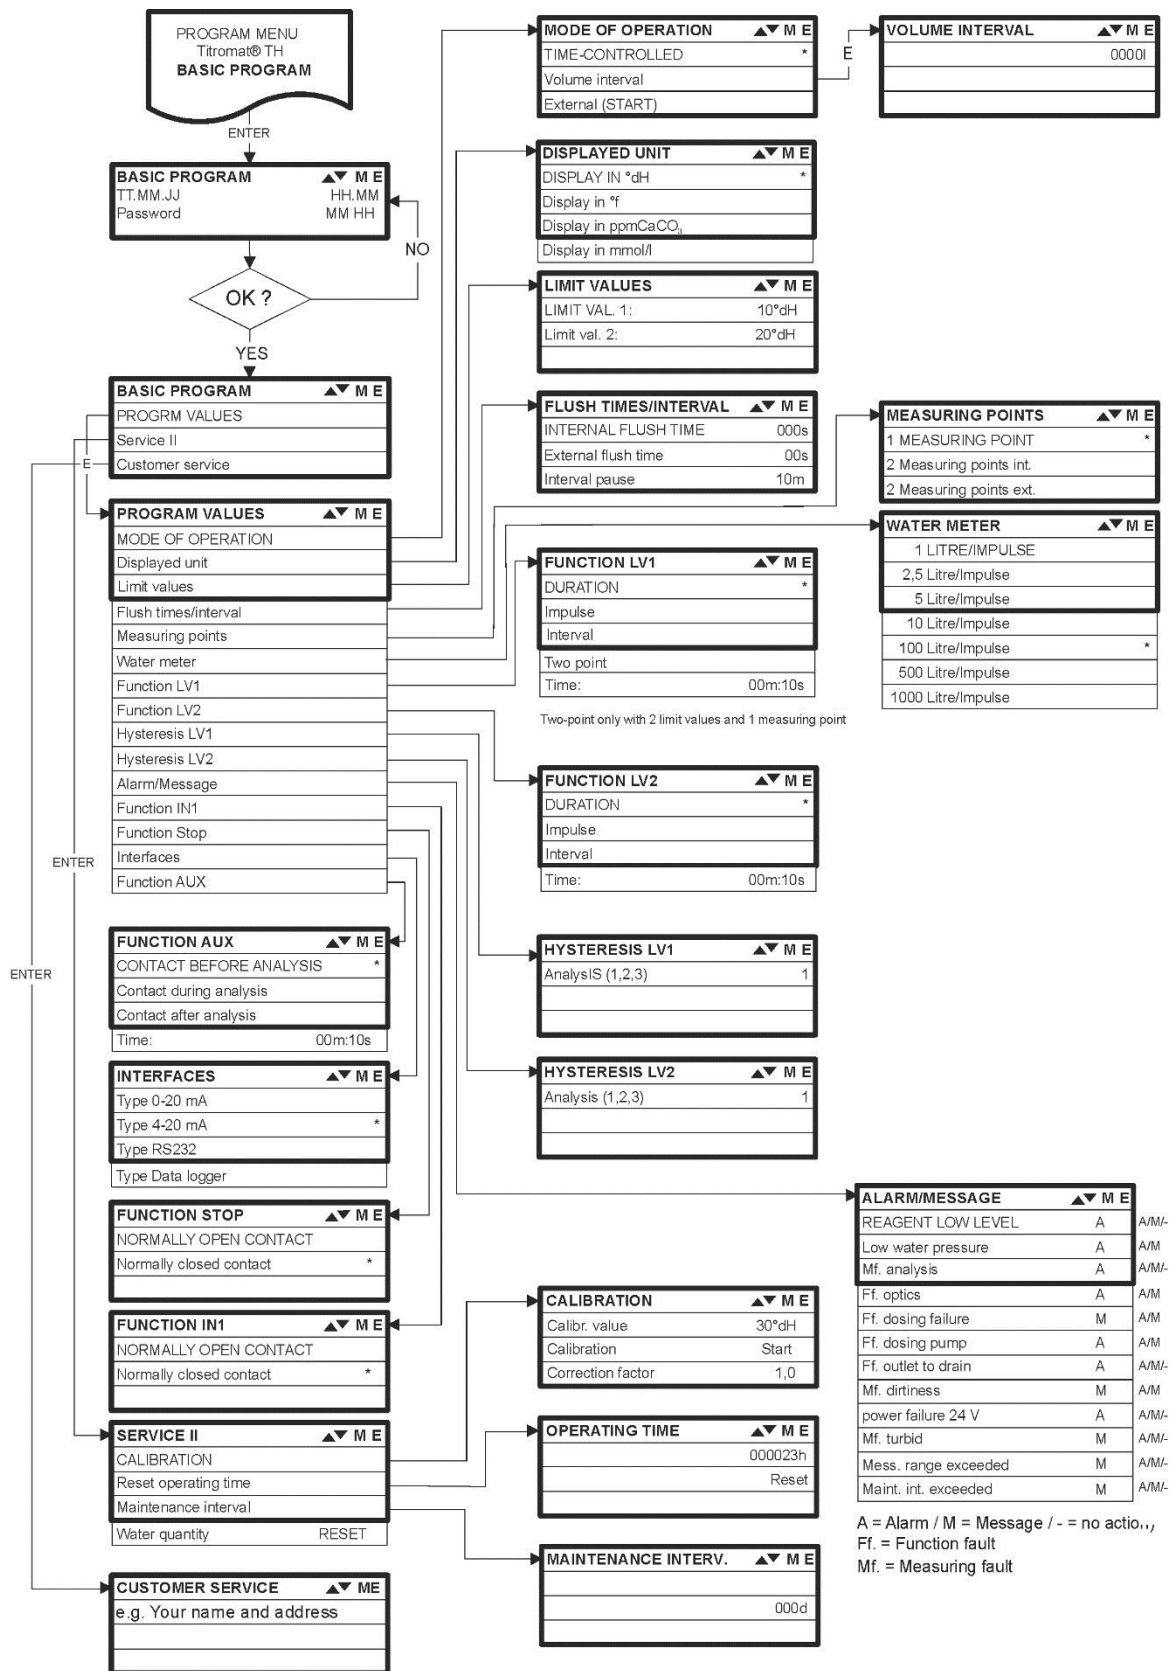 PROGRAM MENU
Titromat® TH
BASIC PROGRAM
ENTER
BASIC PROGRAM ▲▼ M E
TT.MM.JJ HH.MM
Password MM HH
NO
OK ?
YES
BASIC PROGRAM ▲▼ M E
PROGRM VALUES
Service II
Customer service
E
PROGRAM VALUES ▲▼ M E
MODE OF OPERATION
Displayed unit
Limit values
Flush times/interval
Measuring points
Water meter
Function LV1
Function LV2
Hysteresis LV1
Hysteresis LV2
Alarm/Message
Function IN1
Function Stop
Interfaces
Function AUX
ENTER
ENTER
FUNCTION AUX ▲▼ M E
CONTACT BEFORE ANALYSIS *
Contact during analysis
Contact after analysis
Time: 00m:10s
INTERFACES ▲▼ M E
Type 0-20 mA
Type 4-20 mA *
Type RS232
Type Data logger
FUNCTION STOP ▲▼ M E
NORMALLY OPEN CONTACT
Normally closed contact *
FUNCTION IN1 ▲▼ M E
NORMALLY OPEN CONTACT
Normally closed contact *
SERVICE II ▲▼ M E
CALIBRATION
Reset operating time
Maintenance interval
Water quantity RESET
CUSTOMER SERVICE ▲▼ ME
e.g. Your name and address
MODE OF OPERATION ▲▼ M E
TIME-CONTROLLED *
Volume interval
External (START)
E
VOLUME INTERVAL ▲▼ M E
0000l
DISPLAYED UNIT ▲▼ M E
DISPLAY IN °dH *
Display in °f
Display in ppmCaCO
Display in mmol/l
LIMIT VALUES ▲▼ M E
LIMIT VAL. 1: 10°dH
Limit val. 2: 20°dH
FLUSH TIMES/INTERVAL ▲▼ M E
INTERNAL FLUSH TIME 000s
External flush time 00s
Interval pause 10m
MEASURING POINTS ▲▼ M E
1 MEASURING POINT *
2 Measuring points int.
2 Measuring points ext.
WATER METER ▲▼ M E
1 LITRE/IMPULSE
2,5 Litre/Impulse
5 Litre/Impulse
10 Litre/Impulse
100 Litre/Impulse *
500 Litre/Impulse
1000 Litre/Impulse
FUNCTION LV1 ▲▼ M E
DURATION *
Impulse
Interval
Two point
Time: 00m:10s
Two-point only with 2 limit values and 1 measuring point
FUNCTION LV2 ▲▼ M E
DURATION *
Impulse
Interval
Time: 00m:10s
HYSTERESIS LV1 ▲▼ M E
AnalysIS (1,2,3) 1
HYSTERESIS LV2 ▲▼ M E
Analysis (1,2,3) 1
ALARM/MESSAGE ▲▼ M E
REAGENT LOW LEVEL A A/M/-
Low water pressure A A/M
Mf. analysis A A/M/-
Ff. optics A A/M
Ff. dosing failure M A/M
Ff. dosing pump A A/M
Ff. outlet to drain A A/M/-
Mf. dirtiness M A/M
power failure 24 V A A/M/-
Mf. turbid M A/M/-
Mess. range exceeded M A/M/-
Maint. int. exceeded M A/M/-
A = Alarm / M = Message / - = no
Ff. = Function fault
Mf. = Measuring fault
CALIBRATION ▲▼ M E
Calibr. value 30°dH
Calibration Start
Correction factor 1,0
OPERATING TIME ▲▼ M E
000023h
Reset
MAINTENANCE INTERV. ▲▼ M E
000d